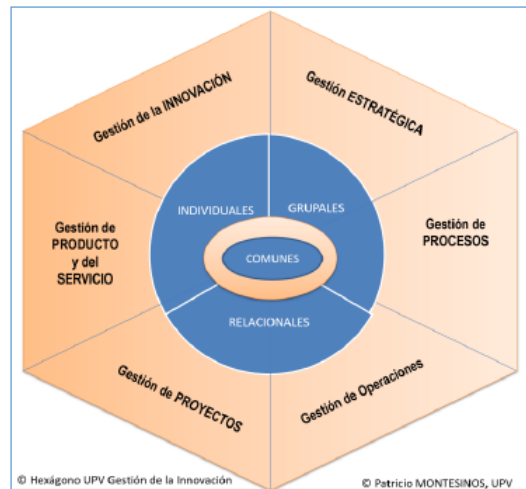 Gestión de la INNOVACIÓN
Gestión ESTRATÉGICA
INDIVIDUALES
GRUPALES
Gestión de
PRODUCTO
y del
SERVICIO
Gestión de
PROCESOS
COMUNES
RELACIONALES
Gestión de PROYECTOS
Gestión de Operaciones
© Hexágono UPV Gestión de la Innovación
© Patricio MONTESINOS, UPV